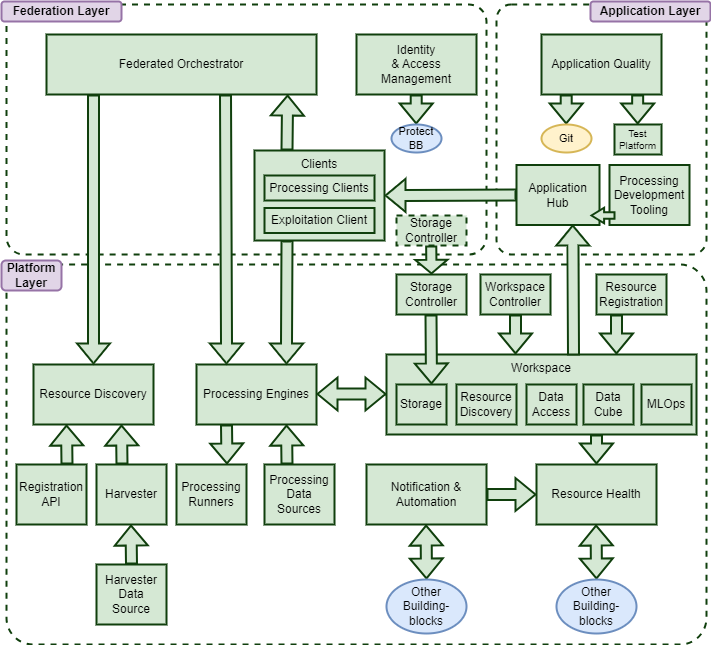 Federation Layer
Application Layer
Federated Orchestrator
Identity
& Access
Management
Application Quality
Protect
BB
Git
Test
Platform
Clients
Processing Clients
Exploitation Client
Application
Hub
Processing
Development
Tooling
Storage
Controller
Platform
Layer
Storage
Controller
Workspace
Controller
Resource
Registration
Resource Discovery
Processing Engines
Workspace
Storage
Resource
Discovery
Data
Access
Data
Cube
MLOps
Registration
API
Harvester
Processing
Runners
Processing
Data
Sources
Notification &
Automation
Resource Health
Harvester
Data
Source
Other
Building-
blocks
Other
Building-
blocks